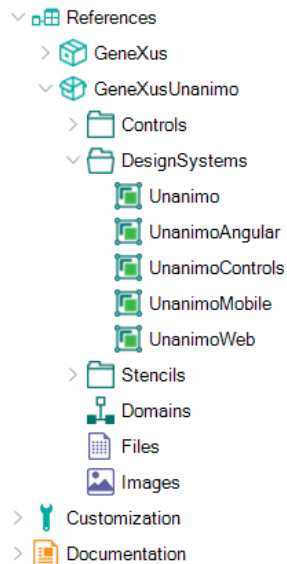 References
GeneXus
GeneXusUnanimo
Controls
DesignSystems
Unanimo
UnanimoAngular
UnanimoControls
UnanimoMobile
UnanimoWeb
Stencils
Domains
Files
Images
Customization
Documentation